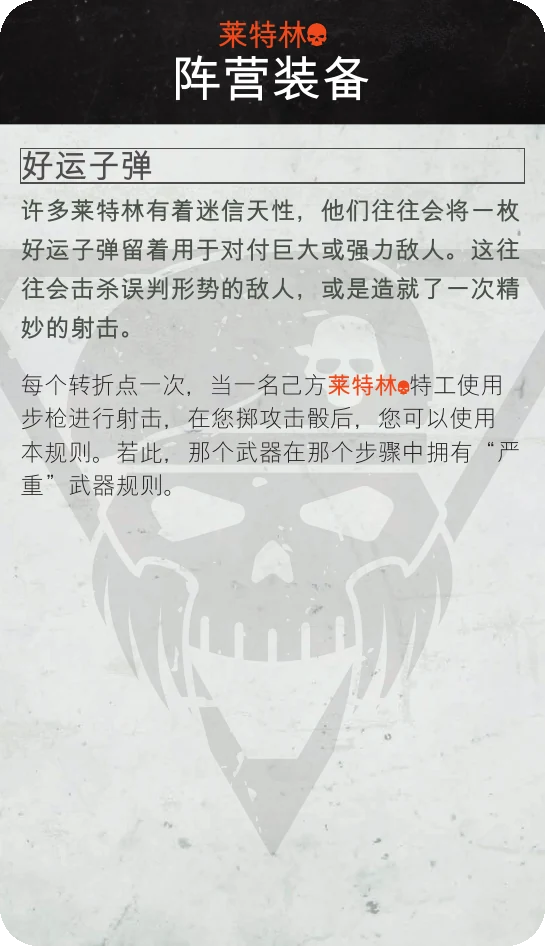 莱特林
阵营装备
好运子弹
许多莱特林有着迷信天性，他们往往会将一枚
好运子弹留着用于对付巨大或强力敌人。这往
往会击杀误判形势的敌人，或是造就了一次精
妙的射击。
每个转折点一次，当一名己方莱特林特工使用
步枪进行射击，在您掷攻击骰后，您可以使用
本规则。若此，那个武器在那个步骤中拥有“严
重”武器规则。